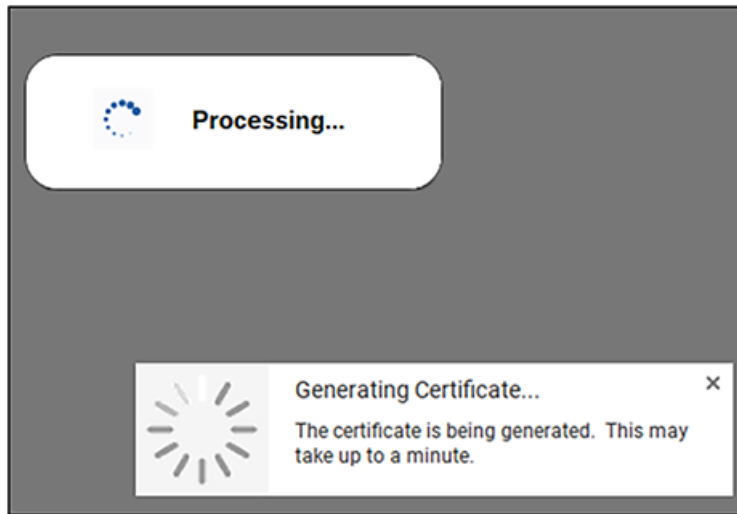 Processing...
Generating Certificate...
The certificate is being generated.  This may
take up to a minute.